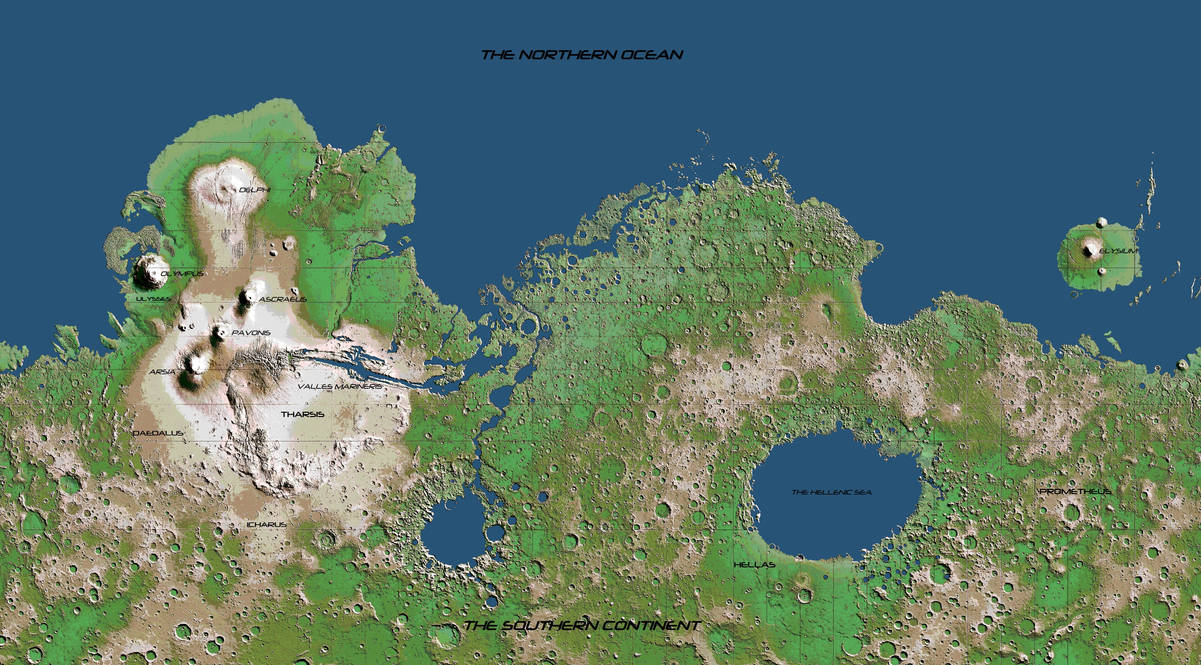 THE NORTHERN OCEAN
DELPHI
ELYSIUM
OLYMPUS
ULYSSES
ASCRAEUS
PAVONIS
ARSIA
VALLES MARINERIS
THARSIS
DAEDALUS
THE HELLENIC SEA
PROMETHEUS
ICHARUS
HELLAS
THE SOUTHERN CONTINENT